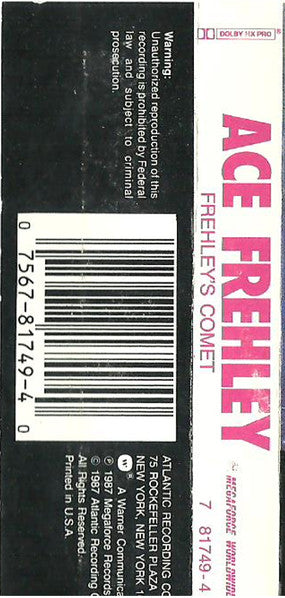 DOLBY HX PRO
ACE FREHLEY
FREHLEY'S COMET
MEGAFORCE WORLDWIDE
7 81749-4
Warning:
Unauthorized reproduction of this
recording is prohibited by Federal
law and subject to criminal
prosecution.
0 7567-81749-4 0
ATLANTIC RECORDING
75 ROCKEFELLER PLAZA
NEW YORK, NEW YORK
A Warner Communica
℗ 1987 Megaforce Records
© 1987 Atlantic Recording
All Rights Reserved.
Printed in U.S.A.